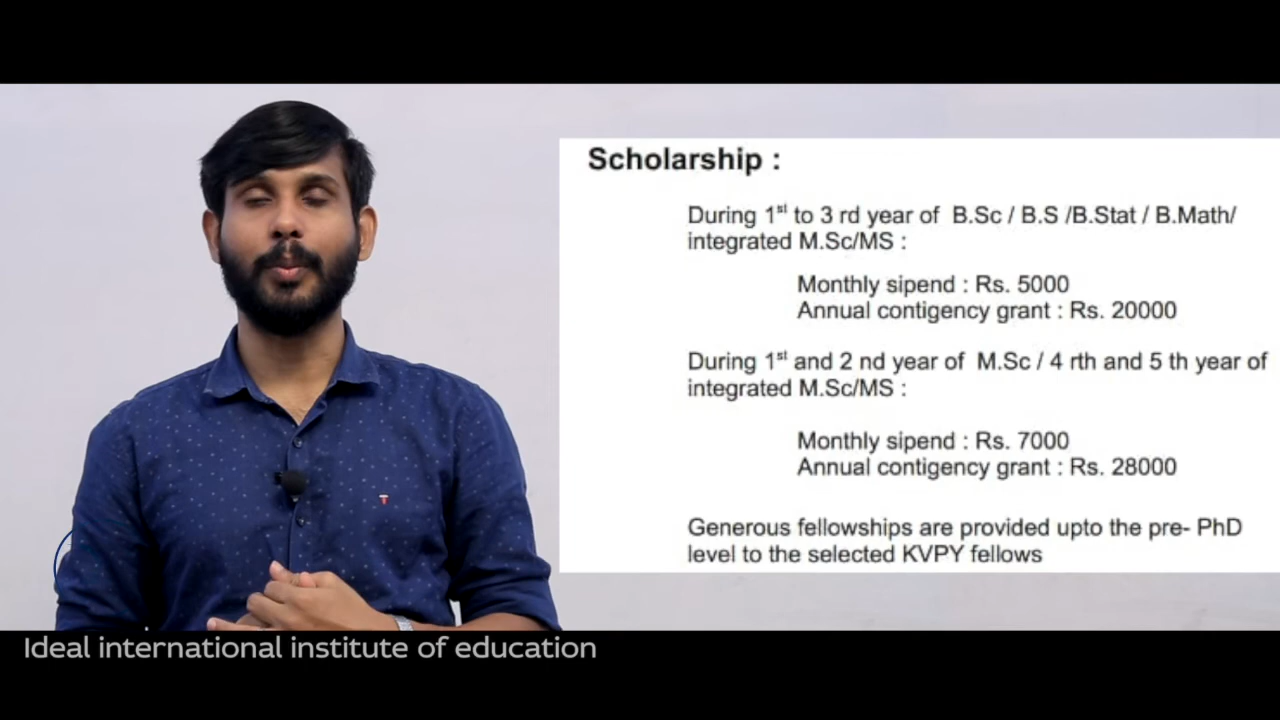 Scholarship :
During 1st to 3 rd year of B.Sc / B.S /B.Stat / B.Math/
integrated M.Sc/MS :
Monthly sipend : Rs. 5000
Annual contigency grant : Rs. 20000
During 1st and 2 nd year of M.Sc / 4 rth and 5 th year of
integrated M.Sc/MS :
Monthly sipend : Rs. 7000
Annual contigency grant : Rs. 28000
Generous fellowships are provided upto the pre- PhD
level to the selected KVPY fellows
Ideal international institute of education